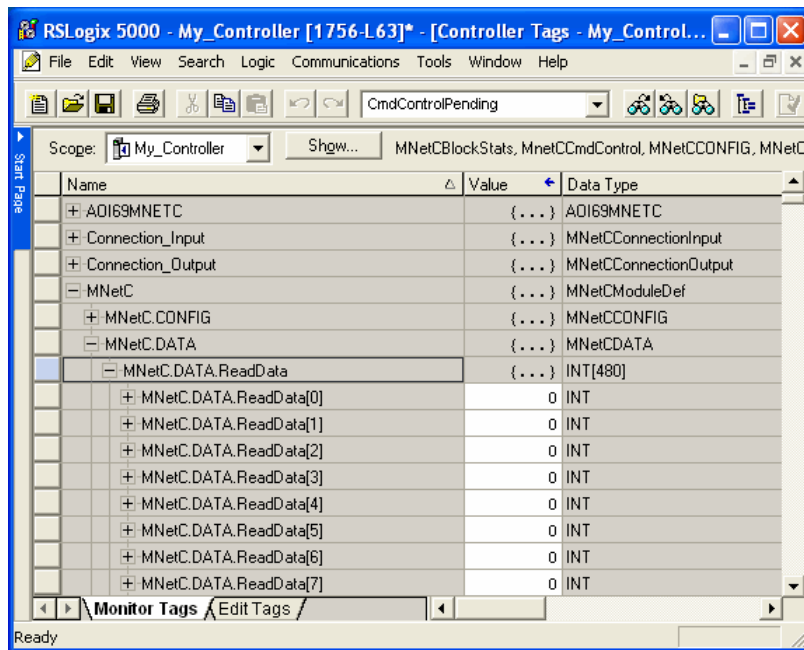 RSLogix 5000 - My_Controller [1756-L63]* - [Controller Tags - My_Control...
File Edit View Search Logic Communications Tools Window Help
CmdControlPending
Start Page
Scope: My_Controller Show... MNetCBlockStats, MnetCCmdControl, MNetCCONFIG, MNetC
Name Value Data Type
AOI69MNETC {...} AOI69MNETC
Connection_Input {...} MNetCConnectionInput
Connection_Output {...} MNetCConnectionOutput
MNetC {...} MNetCModuleDef
MNetC.CONFIG {...} MNetCCONFIG
MNetC.DATA {...} MNetCDATA
MNetC.DATA.ReadData {...} INT[480]
MNetC.DATA.ReadData[0] 0 INT
MNetC.DATA.ReadData[1] 0 INT
MNetC.DATA.ReadData[2] 0 INT
MNetC.DATA.ReadData[3] 0 INT
MNetC.DATA.ReadData[4] 0 INT
MNetC.DATA.ReadData[5] 0 INT
MNetC.DATA.ReadData[6] 0 INT
MNetC.DATA.ReadData[7] 0 INT
Monitor Tags Edit Tags
Ready